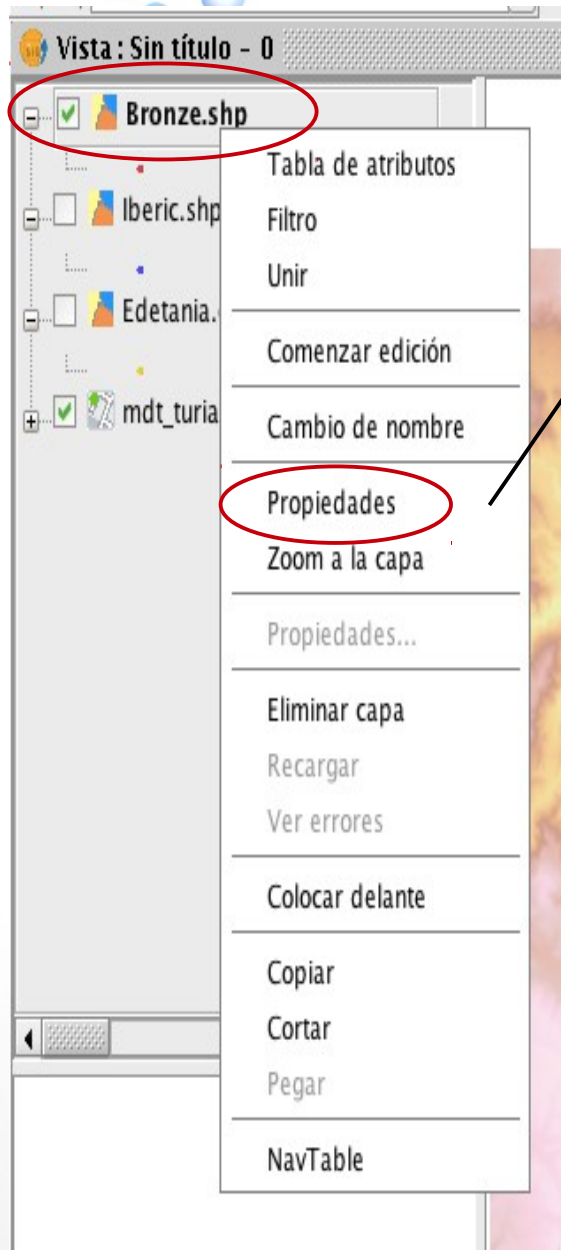 Vista : Sin título - 0
Bronze.shp
Iberic.shp
Edetania.
mdt_turia
Tabla de atributos
Filtro
Unir
Comenzar edición
Cambio de nombre
Propiedades
Zoom a la capa
Propiedades...
Eliminar capa
Recargar
Ver errores
Colocar delante
Copiar
Cortar
Pegar
NavTable